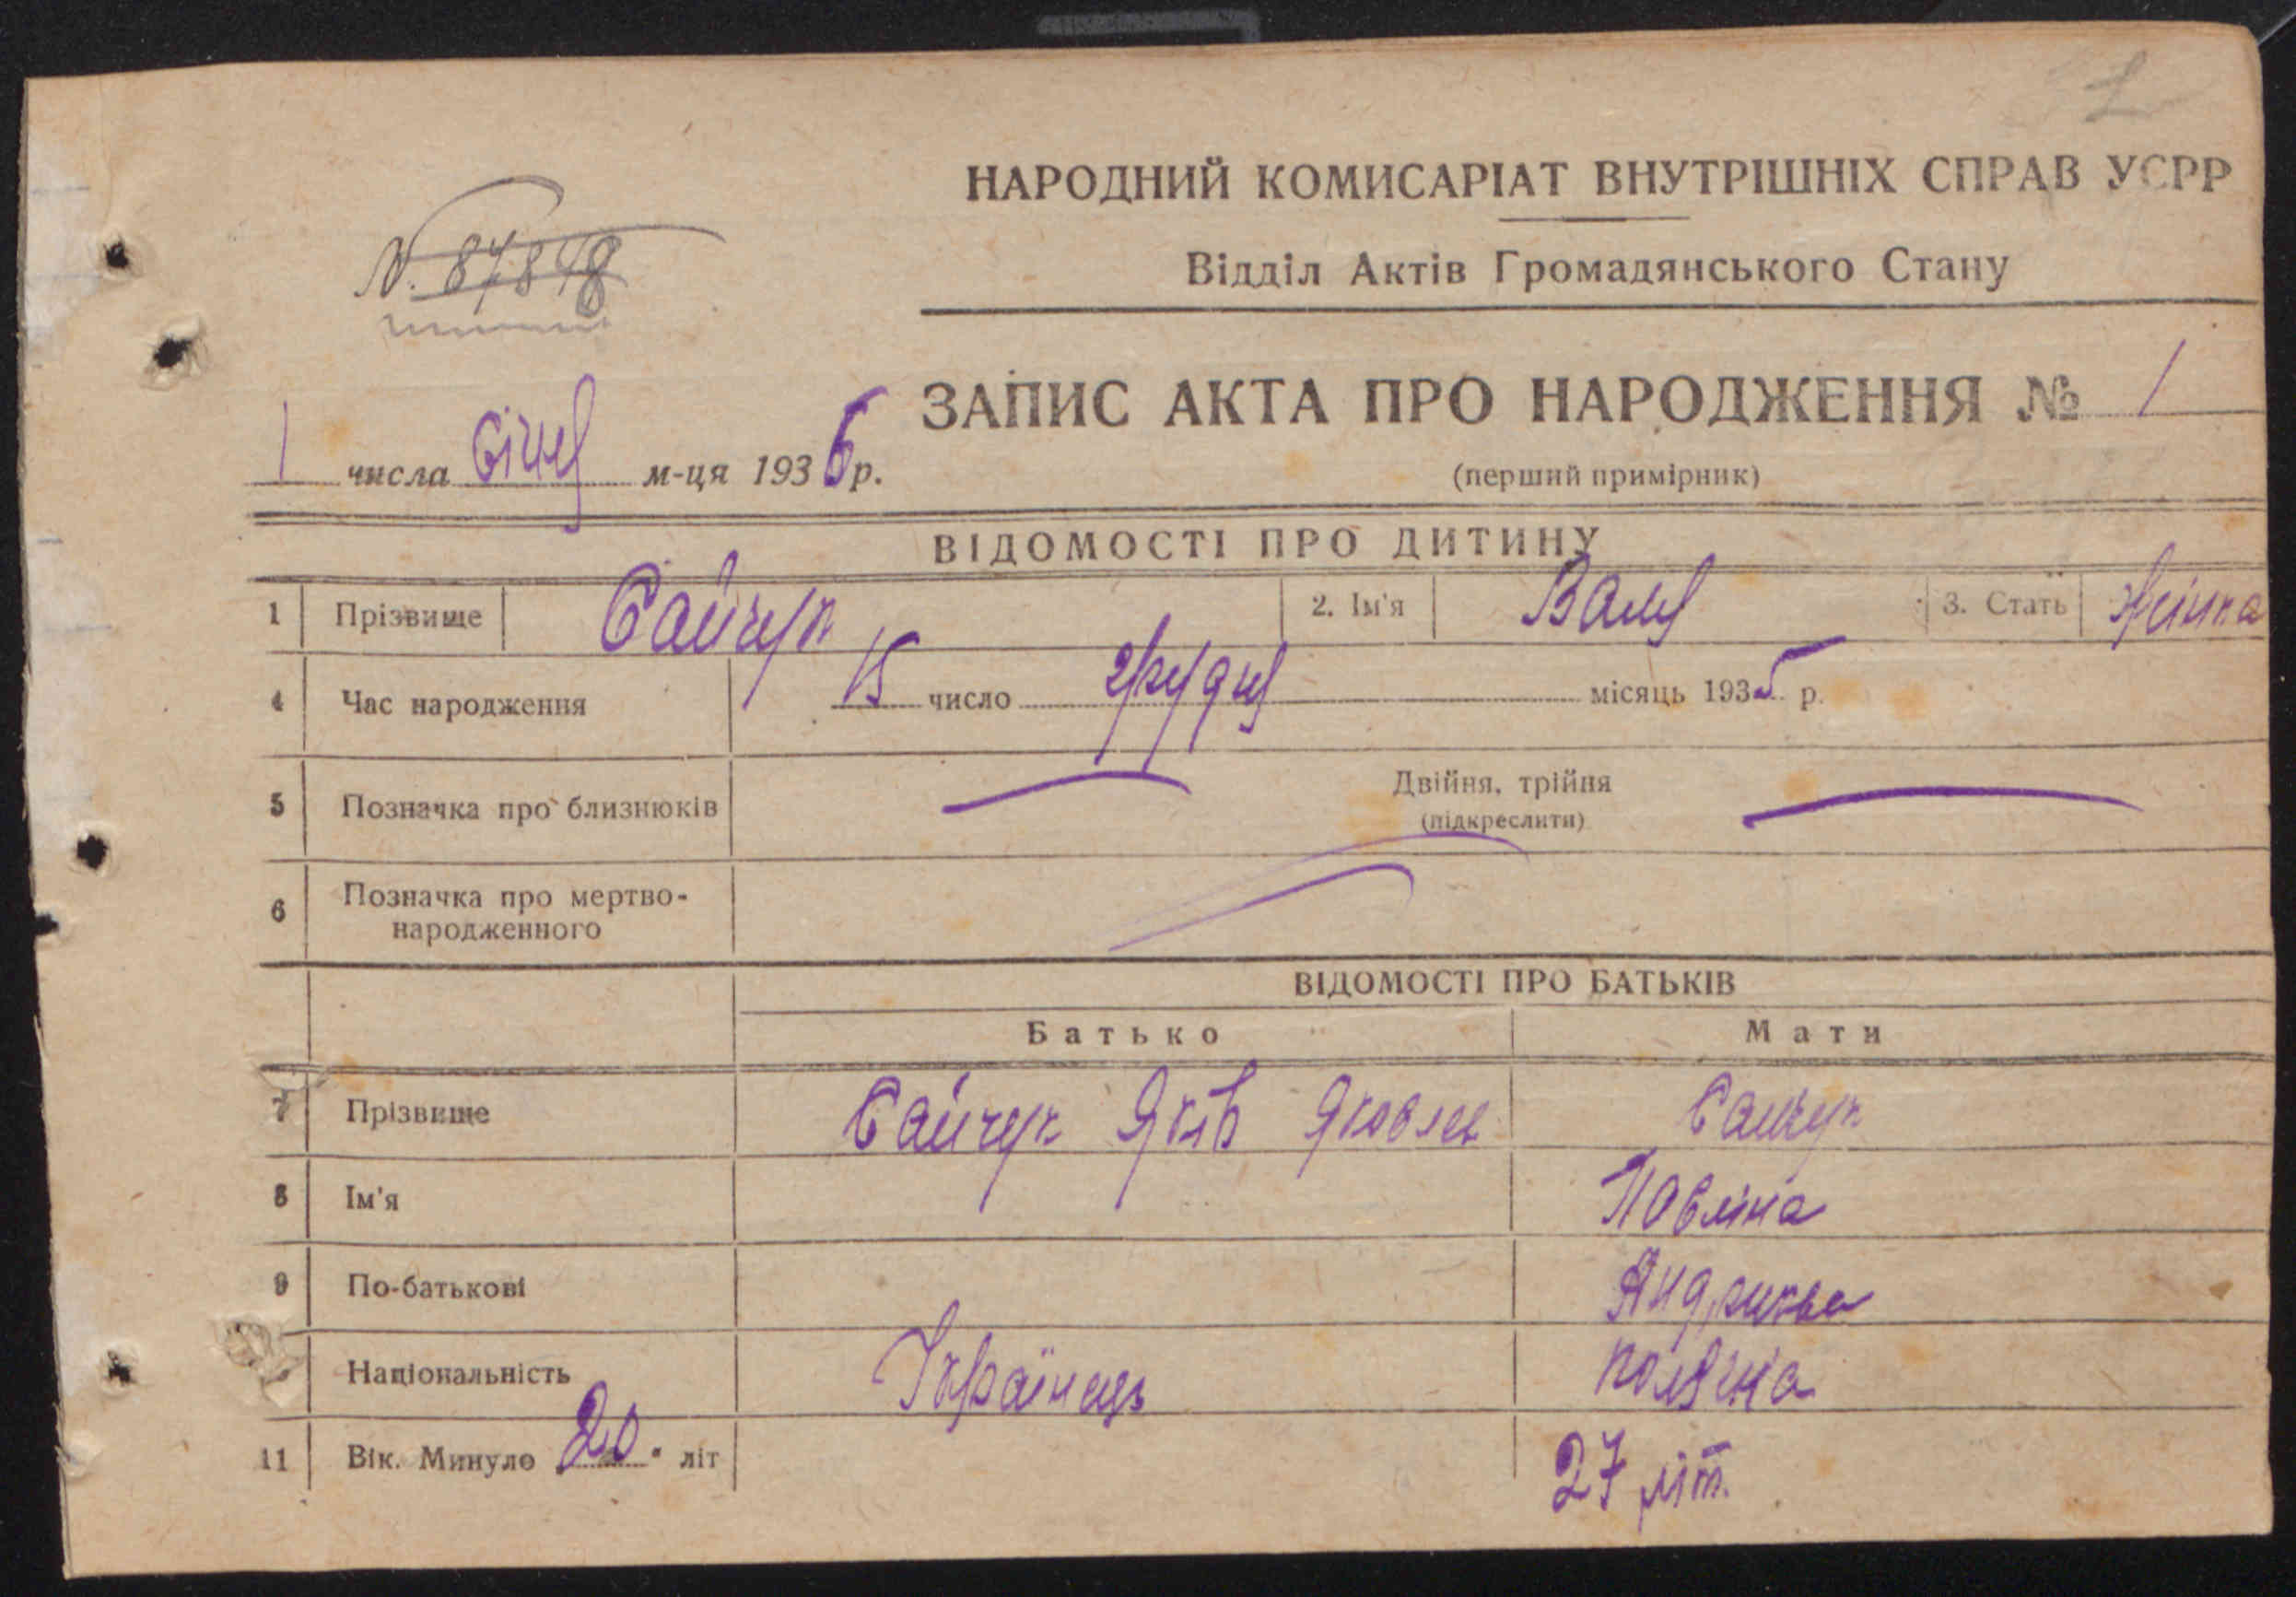 1
НАРОДНИЙ КОМИСАРІАТ ВНУТРІШНІХ СПРАВ УСРР
N. 87848
Відділ Актів Громадянського Стану
ЗАПИС АКТА ПРО НАРОДЖЕННЯ № 1
1 числа січня м-ця 1936 р.
(перший примірник)
ВІДОМОСТІ ПРО ДИТИНУ
1 Прізвище Сайчук 2. Ім'я Валя 3. Стать Жінка
4 Час народження 15 число грудня місяць 1935 р.
5 Позначка про близнюків Двійня, трійня
(підкреслити)
6 Позначка про мертво-
народженного
ВІДОМОСТІ ПРО БАТЬКІВ
Батько Мати
7 Прізвище Сайчук Яків Яковлев Сайчук
8 Ім'я Повліна
9 По-батькові
Національність Українець полячка
11 Вік. Минуло 20 літ 27 літ.